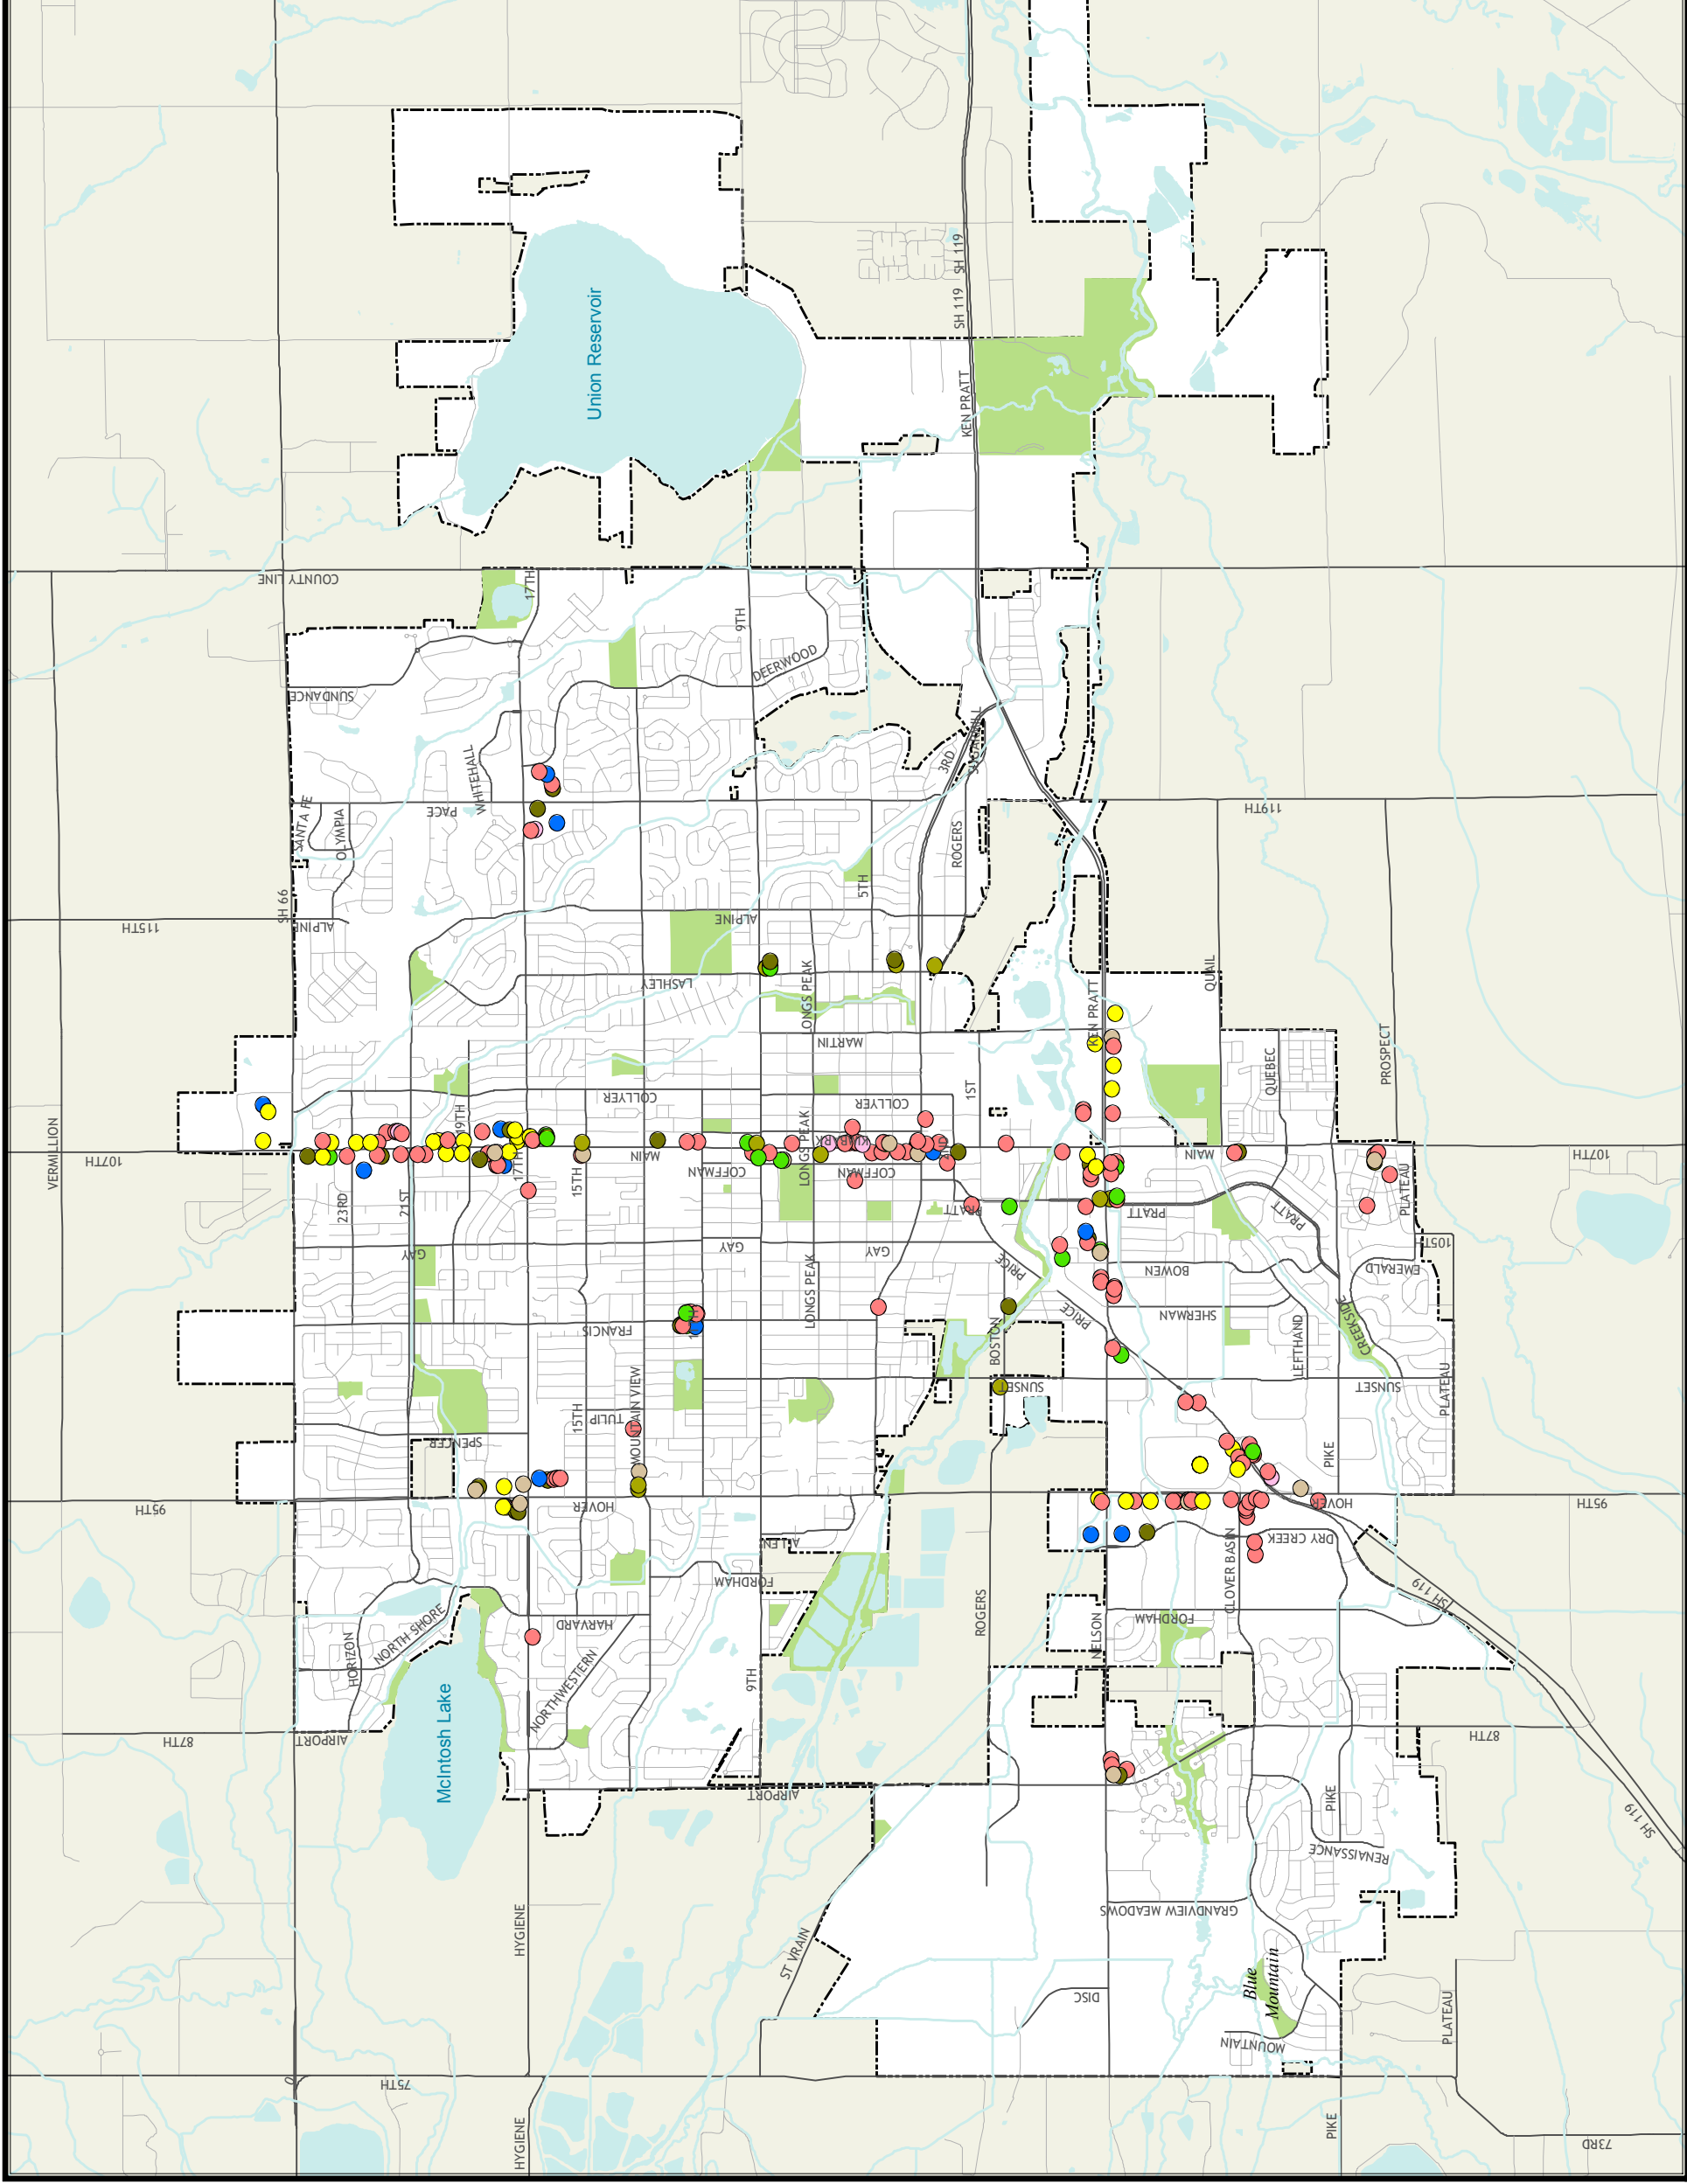 SH 119
SH 119
Union Reservoir
KEN PRATT
COUNTY LINE
17TH
9TH
DEERWOOD
SUNDANCE
3RD
WHITEHALL
PACE
SANTA FE
OLYMPIA
119TH
ROGERS
5TH
SH 66
ALPINE
ALPINE
115TH
LASHLEY
LONGS PEAK
QUAIL
KEN PRATT
MARTIN
PROSPECT
QUEBEC
1ST
COLLYER
COLLYER
19TH
VERMILLION
107TH
LONGS PEAK
KIMBARK
MAIN
MAIN
107TH
17TH
15TH
COFFMAN
COFFMAN
23RD
21ST
PLATEAU
PRATT
PRATT
PRATT
GAY
GAY
GAY
105TH
PRICE
BOWEN
EMERALD
LONGS PEAK
PRICE
SHERMAN
CREEKSIDE
FRANCIS
BOSTON
LEFTHAND
SUNSET
SUNSET
PLATEAU
MOUNTAIN VIEW
TULIP
15TH
SPENCER
PIKE
95TH
HOVER
HOVER
95TH
DRY CREEK
CLOVER BASIN
FORDHAM
SH 119
HARVARD
FORDHAM
ROGERS
NELSON
NORTH SHORE
HORIZON
NORTHWESTERN
9TH
McIntosh Lake
87TH
AIRPORT
87TH
AIRPORT
PIKE
SH 119
RENAISSANCE
GRANDVIEW MEADOWS
HYGIENE
ST VRAIN
Blue
Mountain
DISC
PLATEAU
MOUNTAIN
75TH
HYGIENE
PIKE
73RD